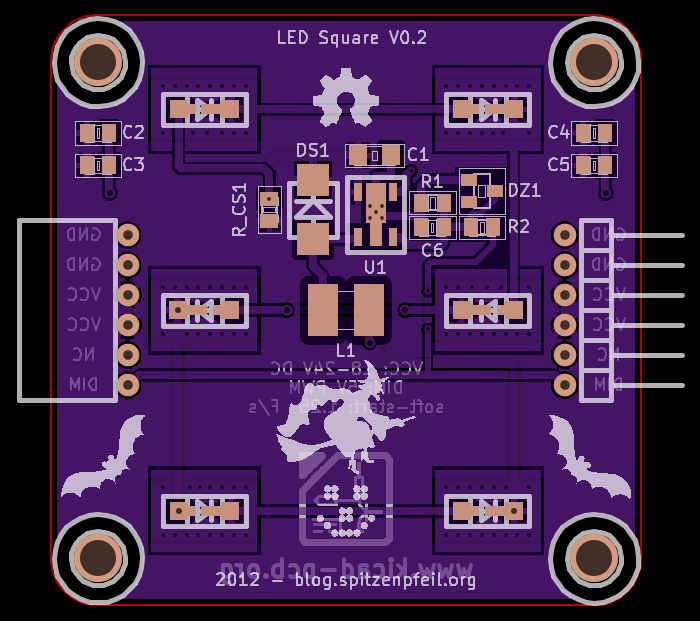 LED Square V0.2
C2
C4
C3
DS1
C1
C5
R1
DZ1
R_CS1
R2
C6
U1
GND
GND
GND
GND
VCC
VCC
VCC
VCC
NC
NC
DIM
DIM
L1
VCC: 8-24V DC
DIM: 5V PWM
soft-start: 1.25 F/s
www.kicad-pcb.org
2012 - blog.spitzenpfeil.org